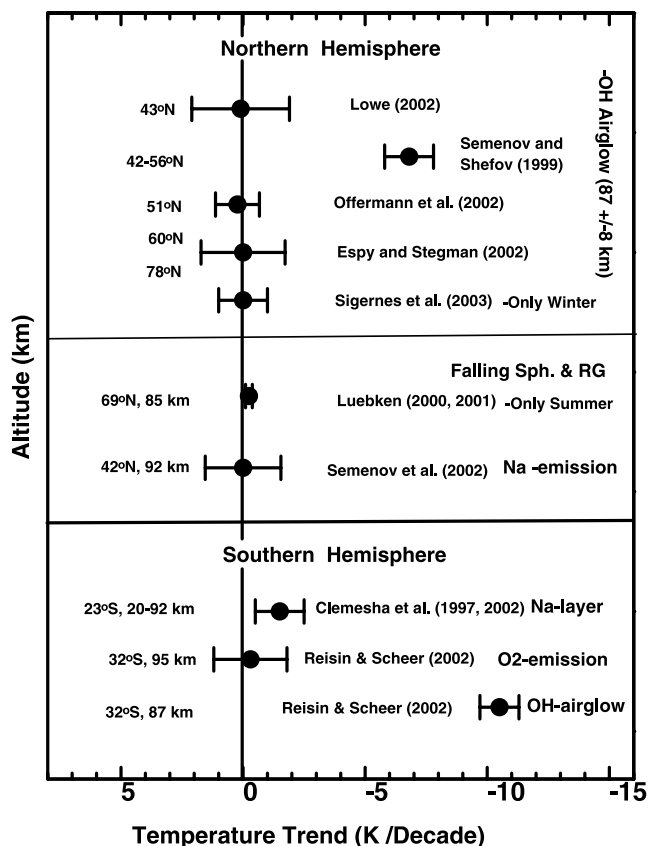 Northern Hemisphere
-OH Airglow (87 +/-8 km)
43ºN Lowe (2002)
42-56ºN Semenov and
Shefov (1999)
51ºN Offermann et al. (2002)
60ºN Espy and Stegman (2002)
78ºN
Sigernes et al. (2003) -Only Winter
Altitude (km)
Falling Sph. & RG
69ºN, 85 km Luebken (2000, 2001) -Only Summer
42ºN, 92 km Semenov et al. (2002) Na -emission
Southern Hemisphere
23ºS, 20-92 km Clemesha et al. (1997, 2002) Na-layer
32ºS, 95 km Reisin & Scheer (2002) O2-emission
32ºS, 87 km Reisin & Scheer (2002) OH-airglow
5 0 -5 -10 -15
Temperature Trend (K /Decade)